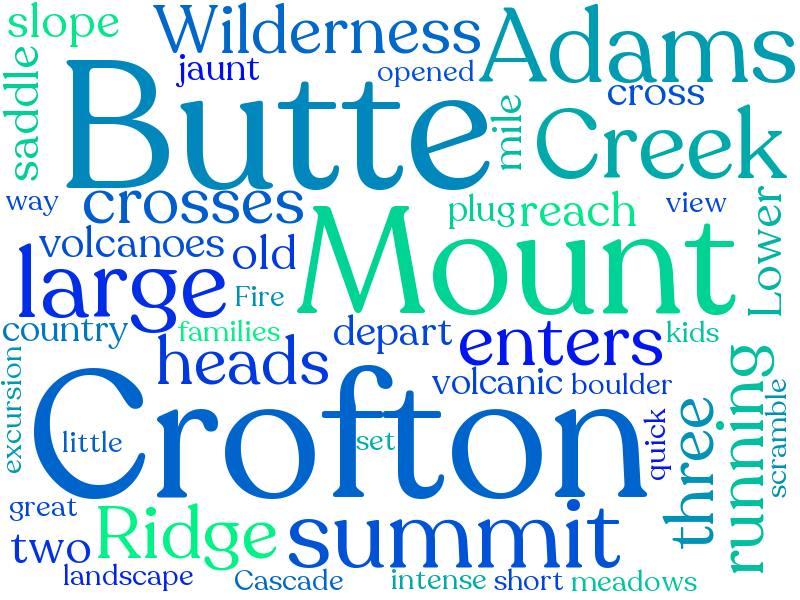 slope
Wilderness
Adams
jaunt
opened
saddle
Butte
cross
mile
Creek
way
crosses
plug
reach
view
Lower
volcanoes
old
Mount
large
Fire
country
families
depart
enters
kids
heads
volcanic
boulder
excursion
Crofton
little
set
quick
three
running
scramble
great
two
Ridge
summit
landscape
Cascade
intense
short
meadows